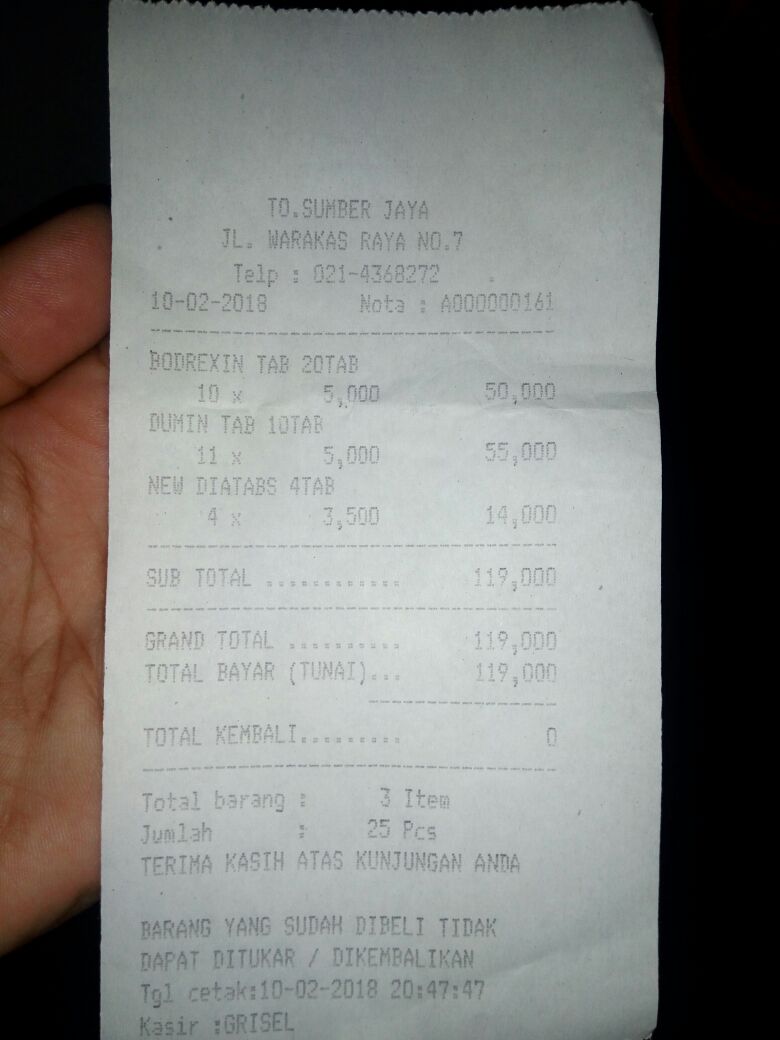 TO.SUMBER JAYA
JL. WARAKAS RAYA NO.7
Telp : 021-4368272
10-02-2018 Nota : A000000161
BODREXIN TAB 20TAB
10 x 5,000 50,000
DUMIN TAB 10TAB
11 x 5,000 55,000
NEW DIATABS 4TAB
4 x 3,500 14,000
SUB TOTAL ............ 119,000
GRAND TOTAL .......... 119,000
TOTAL BAYAR (TUNAI)... 119,000
TOTAL KEMBALI......... 0
Total barang : 3 Item
Jumlah : 25 Pcs
TERIMA KASIH ATAS KUNJUNGAN ANDA
BARANG YANG SUDAH DIBELI TIDAK
DAPAT DITUKAR / DIKEMBALIKAN
Tgl cetak:10-02-2018 20:47:47
Kasir :GRISEL